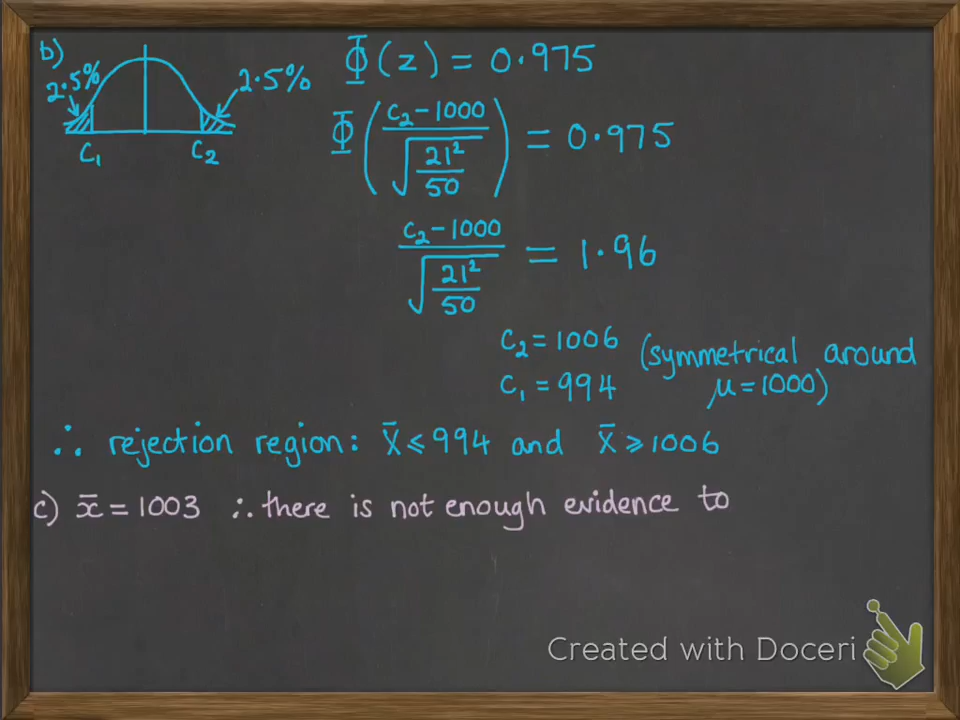 b)
2.5% 2.5%
C₁ C₂
Φ(z) = 0.975
Φ((C₂-1000)/√(21²/50)) = 0.975
(C₂-1000)/√(21²/50) = 1.96
C₂ = 1006 (symmetrical around
C₁ = 994 μ = 1000)
∴ rejection region: X̄ ≤ 994 and X̄ ≥ 1006
c) x̄ = 1003 ∴ there is not enough evidence to
Created with Doceri